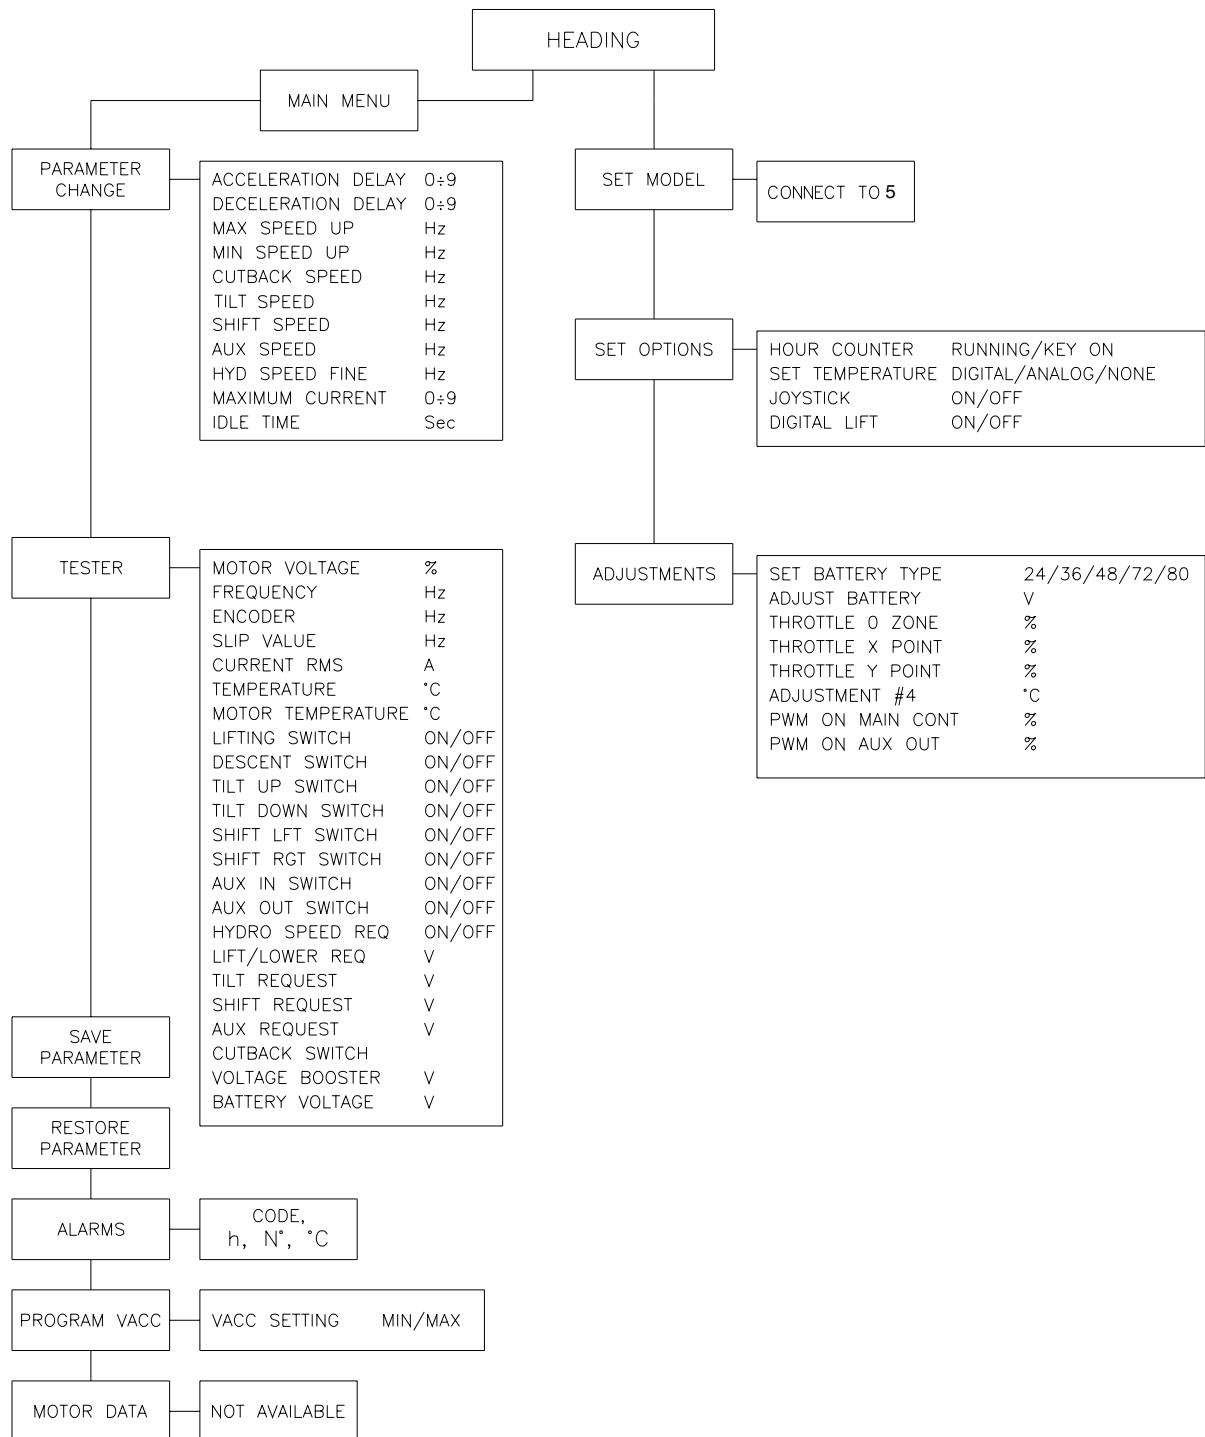 HEADING
MAIN MENU
PARAMETER
CHANGE
ACCELERATION DELAY 0÷9
DECELERATION DELAY 0÷9
MAX SPEED UP Hz
MIN SPEED UP Hz
CUTBACK SPEED Hz
TILT SPEED Hz
SHIFT SPEED Hz
AUX SPEED Hz
HYD SPEED FINE Hz
MAXIMUM CURRENT 0÷9
IDLE TIME Sec
TESTER
MOTOR VOLTAGE %
FREQUENCY Hz
ENCODER Hz
SLIP VALUE Hz
CURRENT RMS A
TEMPERATURE °C
MOTOR TEMPERATURE °C
LIFTING SWITCH ON/OFF
DESCENT SWITCH ON/OFF
TILT UP SWITCH ON/OFF
TILT DOWN SWITCH ON/OFF
SHIFT LFT SWITCH ON/OFF
SHIFT RGT SWITCH ON/OFF
AUX IN SWITCH ON/OFF
AUX OUT SWITCH ON/OFF
HYDRO SPEED REQ ON/OFF
LIFT/LOWER REQ V
TILT REQUEST V
SHIFT REQUEST V
AUX REQUEST V
CUTBACK SWITCH
VOLTAGE BOOSTER V
BATTERY VOLTAGE V
SAVE
PARAMETER
RESTORE
PARAMETER
ALARMS
CODE,
h, N°, °C
PROGRAM VACC
VACC SETTING MIN/MAX
MOTOR DATA
NOT AVAILABLE
SET MODEL
CONNECT TO 5
SET OPTIONS
HOUR COUNTER RUNNING/KEY ON
SET TEMPERATURE DIGITAL/ANALOG/NONE
JOYSTICK ON/OFF
DIGITAL LIFT ON/OFF
ADJUSTMENTS
SET BATTERY TYPE 24/36/48/72/80
ADJUST BATTERY V
THROTTLE 0 ZONE %
THROTTLE X POINT %
THROTTLE Y POINT %
ADJUSTMENT #4 °C
PWM ON MAIN CONT %
PWM ON AUX OUT %